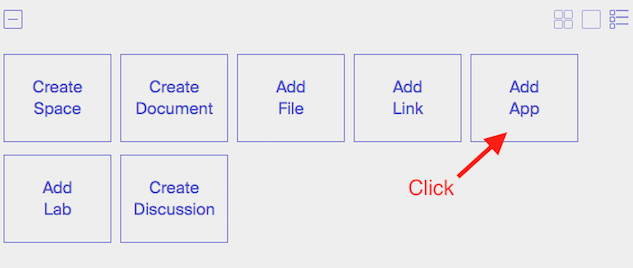 Create
Space
Create
Document
Add
File
Add
Link
Add
App
Click
Add
Lab
Create
Discussion